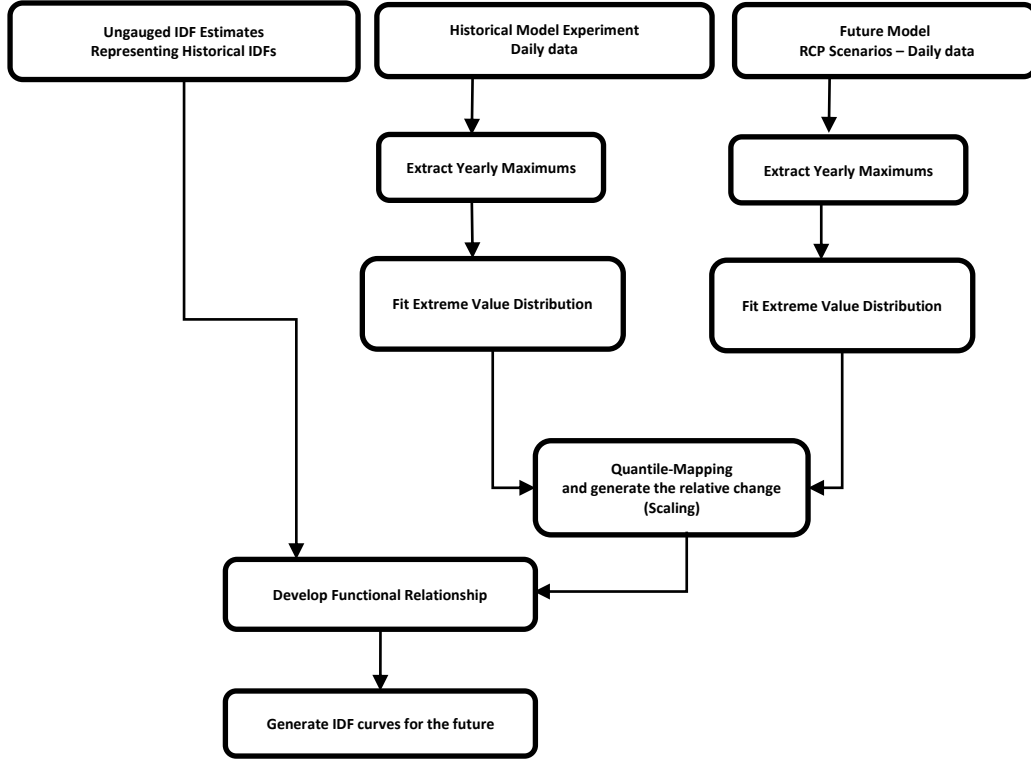 Ungauged IDF Estimates
Representing Historical IDFs
Historical Model Experiment
Daily data
Future Model
RCP Scenarios – Daily data
Extract Yearly Maximums
Extract Yearly Maximums
Fit Extreme Value Distribution
Fit Extreme Value Distribution
Quantile-Mapping
and generate the relative change
(Scaling)
Develop Functional Relationship
Generate IDF curves for the future